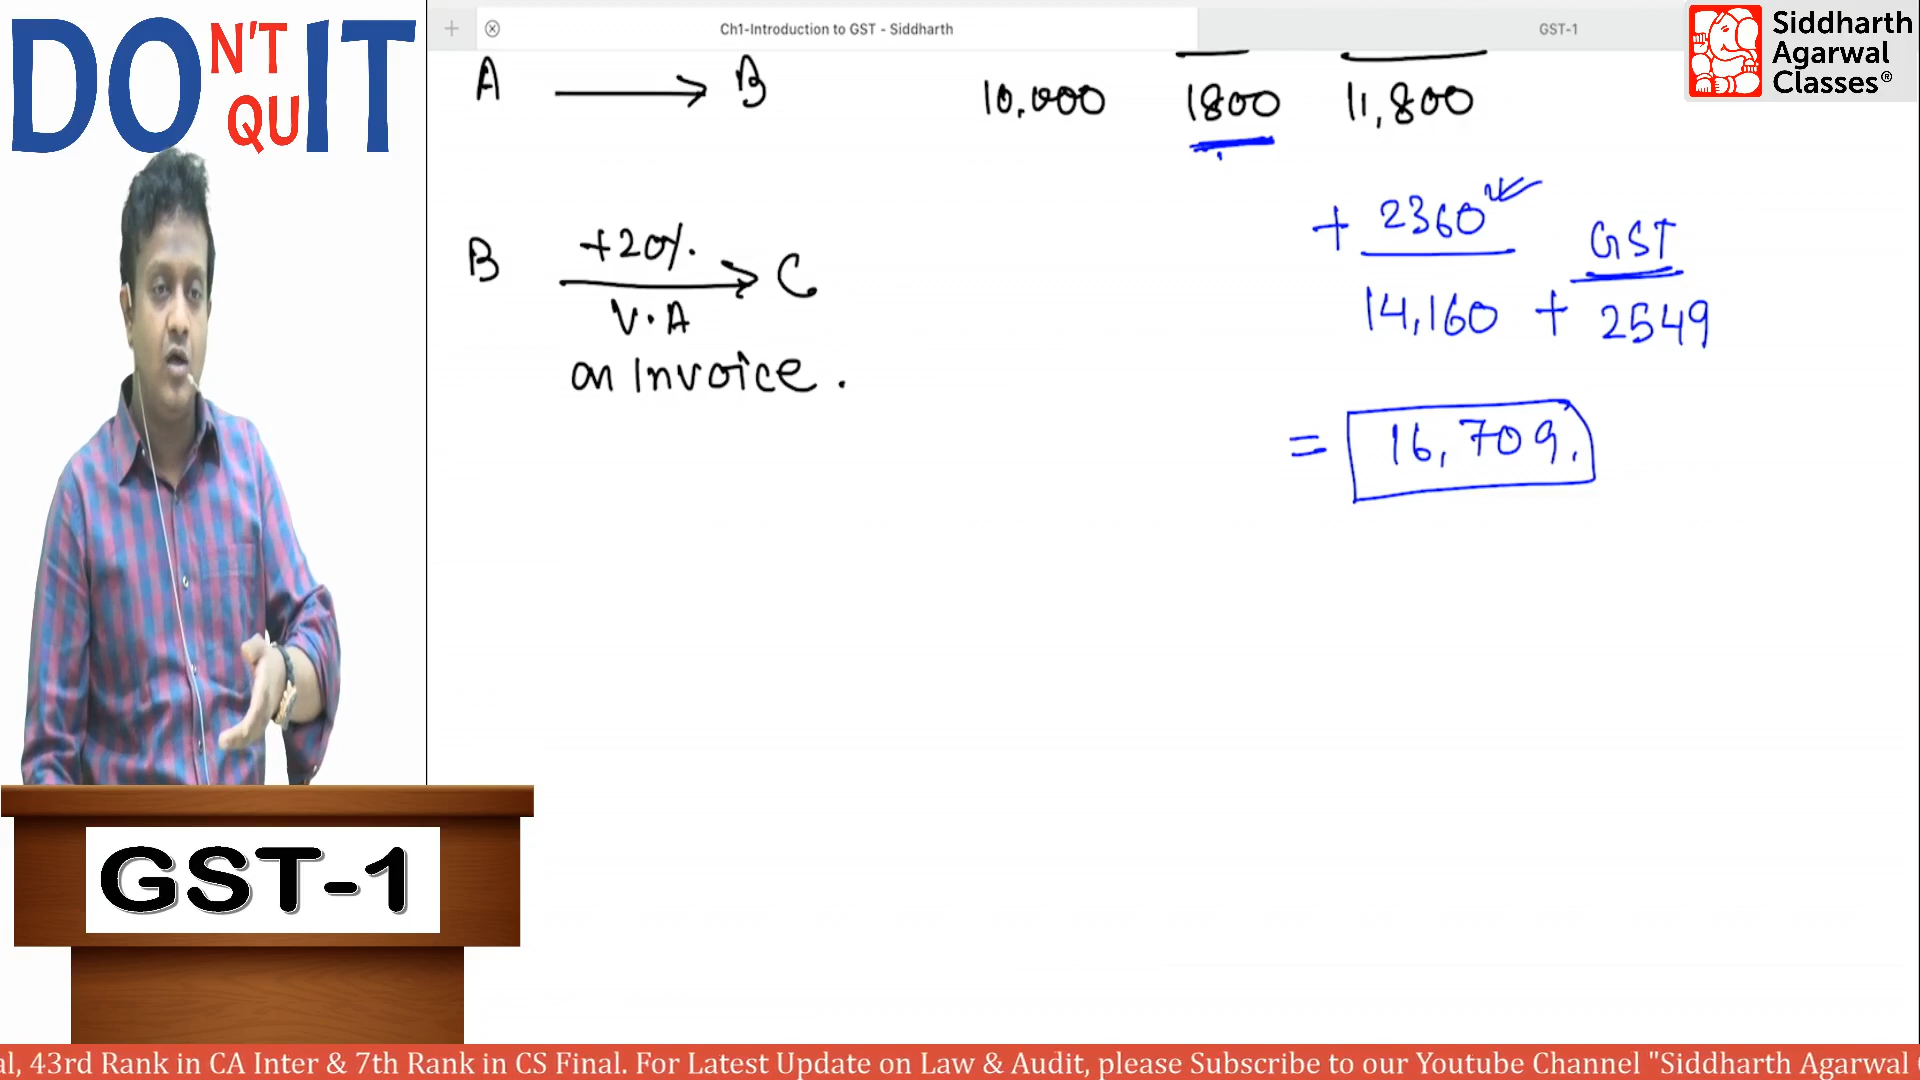 DON'T QUIT
Ch1-Introduction to GST - Siddharth
GST-1
Siddharth
Agarwal
Classes®
A → B 10,000 1800 11,800
+ 2360
GST
B +20% → C
V.A
on Invoice.
14,160 + 2549
= 16,709.
GST-1
al, 43rd Rank in CA Inter & 7th Rank in CS Final. For Latest Update on Law & Audit, please Subscribe to our Youtube Channel "Siddharth Agarwal